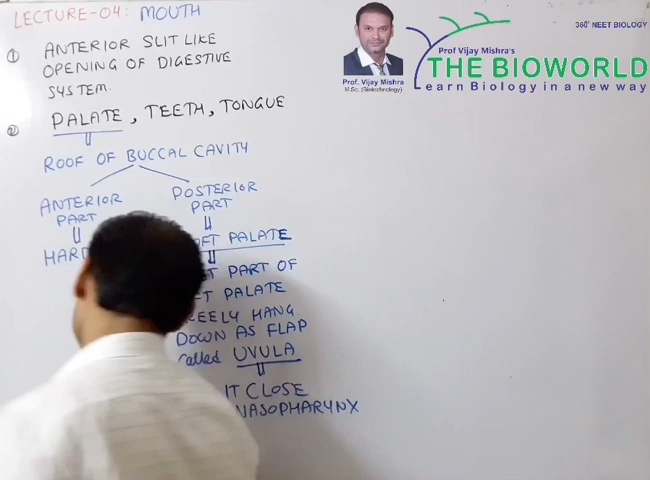 LECTURE-04: MOUTH
① ANTERIOR SLIT LIKE
OPENING OF DIGESTIVE
SYSTEM.
② PALATE, TEETH, TONGUE
ROOF OF BUCCAL CAVITY
ANTERIOR
PART
HARD
POSTERIOR
PART
PALATE
PART OF
PALATE
HANG
DOWN AS FLAP
called UVULA
IT CLOSE
NASOPHARYNX
Prof. Vijay Mishra
M.Sc. (Biotechnology)
360° NEET BIOLOGY
Prof Vijay Mishra's
THE BIOWORLD
Learn Biology in a new way